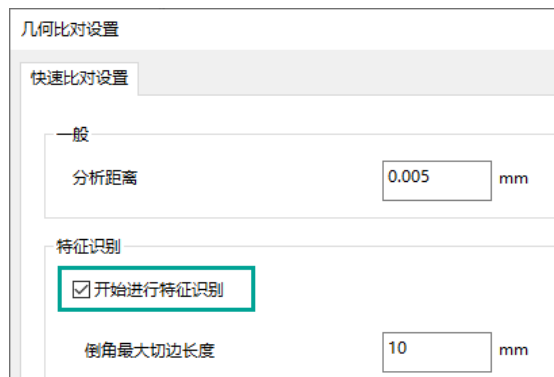 几何比对设置
快速比对设置
一般
分析距离 0.005 mm
特征识别
开始进行特征识别
倒角最大切边长度 10 mm